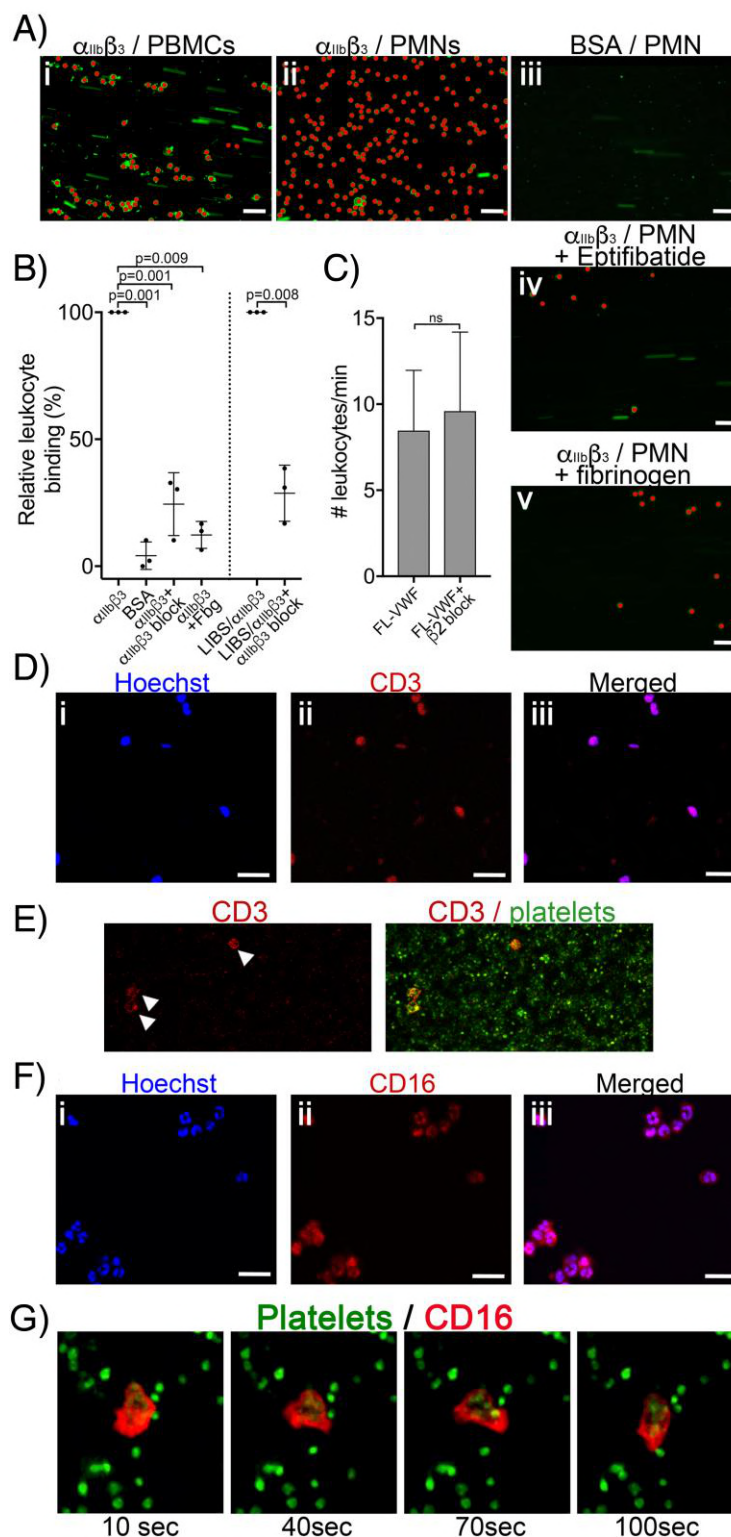 A)
αIIbβ3 / PBMCs
αIIbβ3 / PMNs
BSA / PMN
i
ii
iii
αIIbβ3 / PMN
+ Eptifibatide
iv
αIIbβ3 / PMN
+ fibrinogen
v
B)
p=0.009
p=0.001
p=0.001
p=0.008
100
50
0
Relative leukocyte
binding (%)
αIIbβ3
BSA
αIIbβ3+
αIIbβ3 block
αIIbβ3
+Fbg
LIBS/αIIbβ3
LIBS/αIIbβ3+
αIIbβ3 block
C)
ns
15
10
5
0
# leukocytes/min
FL-VWF
FL-VWF+
β2 block
D)
Hoechst
CD3
Merged
i
ii
iii
E)
CD3
CD3 / platelets
F)
Hoechst
CD16
Merged
i
ii
iii
G)
Platelets / CD16
10 sec
40sec
70sec
100sec